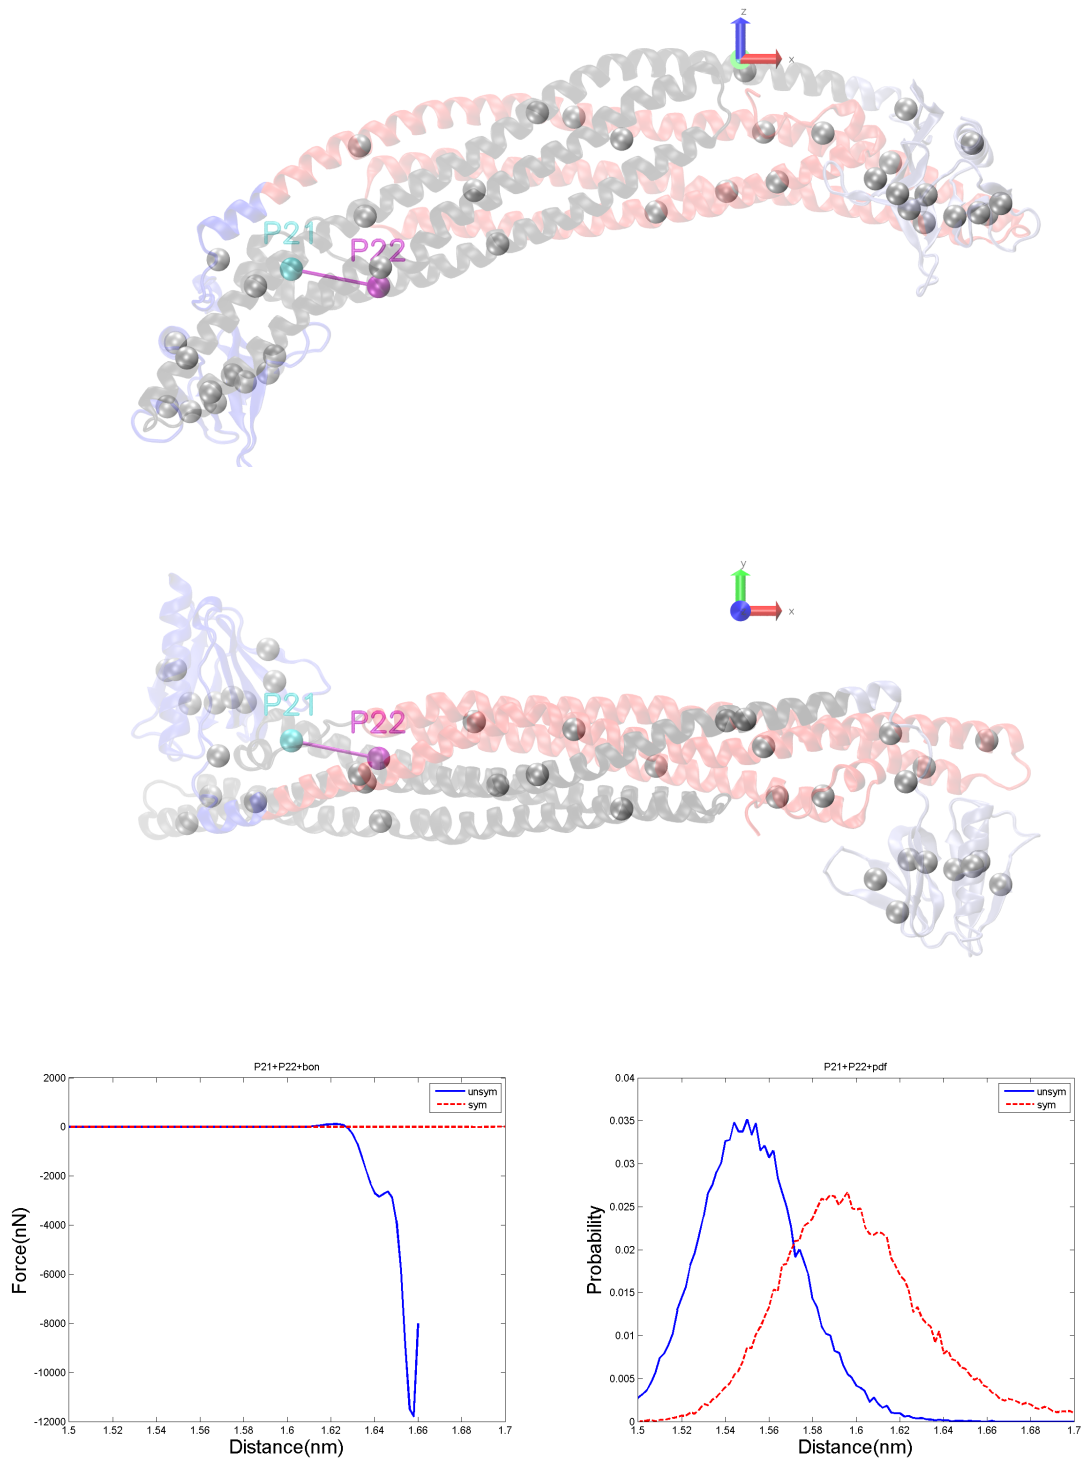 z
x
P21
P22
y
x
P21
P22
P21+P22+bon
2000
0
-2000
-4000
-6000
-8000
-10000
-12000
Force(nN)
unsym
sym
1.5 1.52 1.54 1.56 1.58 1.6 1.62 1.64 1.66 1.68 1.7
Distance(nm)
P21+P22+pdf
0.04
0.035
0.03
0.025
0.02
0.015
0.01
0.005
0
Probability
unsym
sym
1.5 1.52 1.54 1.56 1.58 1.6 1.62 1.64 1.66 1.68 1.7
Distance(nm)